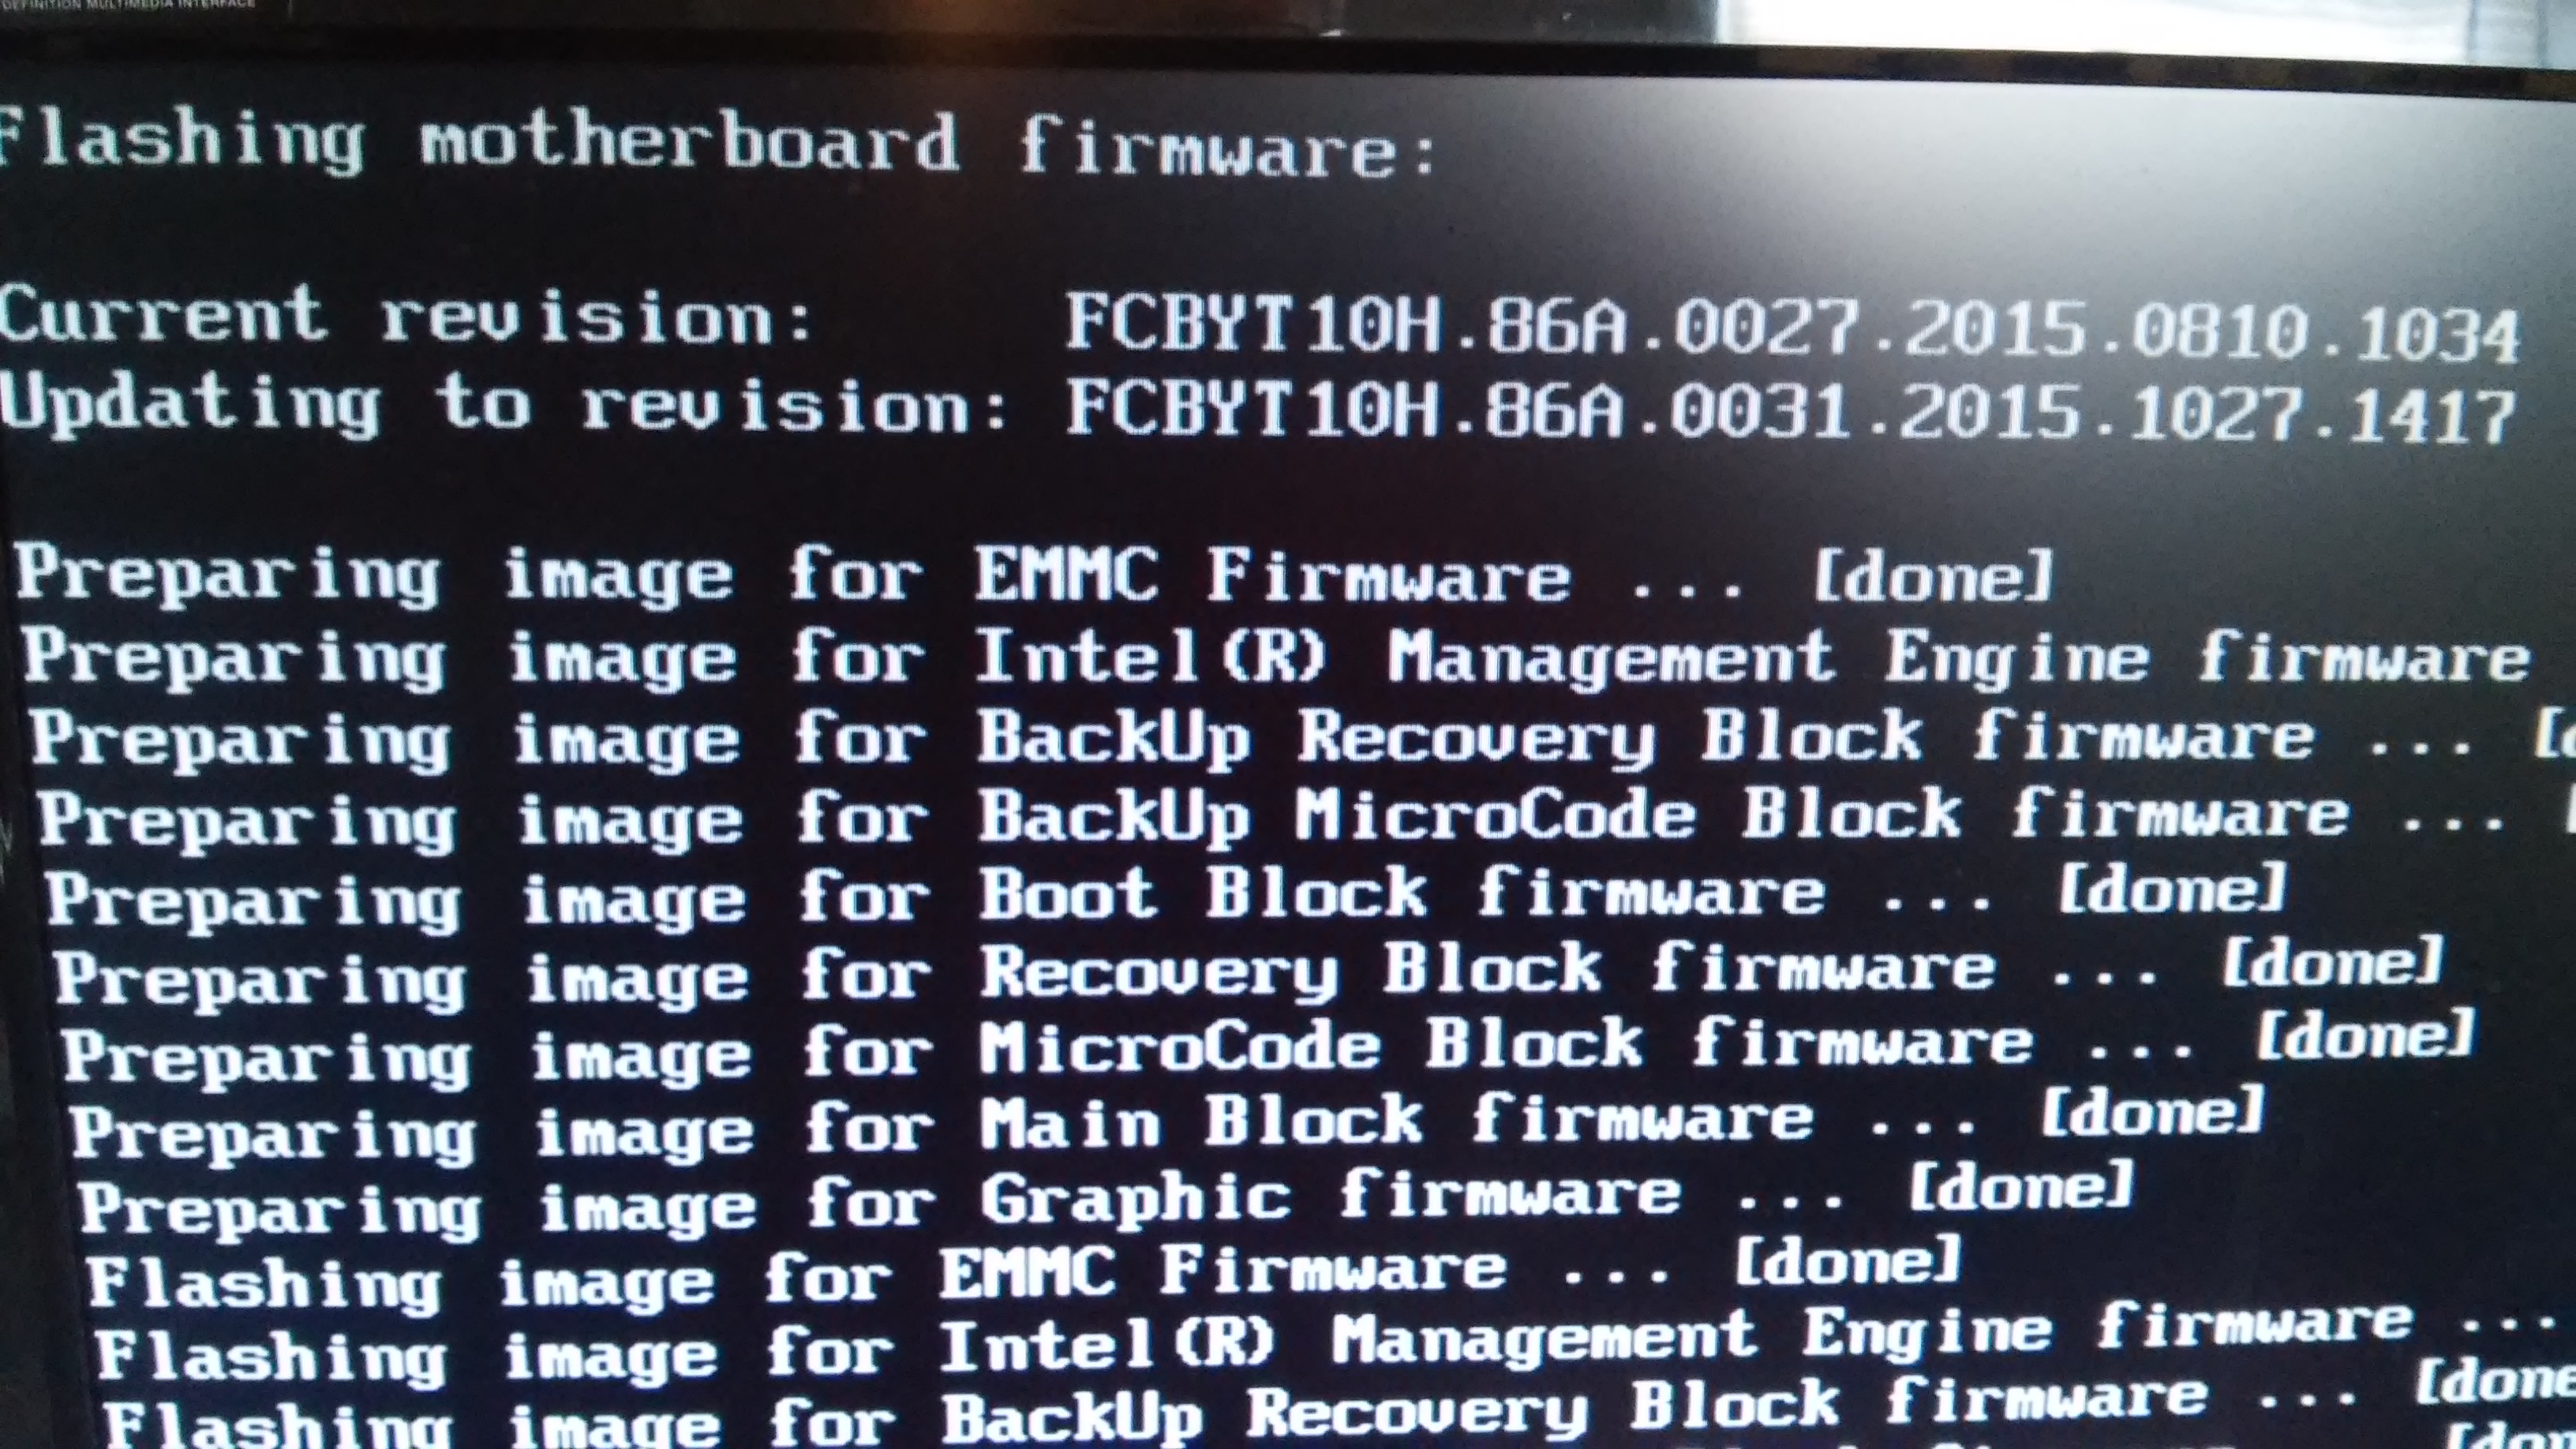 DEFINITION MULTIMEDIA INTERFACE
Flashing motherboard firmware:
Current revision: FCBYT10H.86A.0027.2015.0810.1034
Updating to revision: FCBYT10H.86A.0031.2015.1027.1417
Preparing image for EMMC Firmware ... [done]
Preparing image for Intel(R) Management Engine firmware
Preparing image for BackUp Recovery Block firmware ... [d
Preparing image for BackUp MicroCode Block firmware ... [
Preparing image for Boot Block firmware ... [done]
Preparing image for Recovery Block firmware ... [done]
Preparing image for MicroCode Block firmware ... [done]
Preparing image for Main Block firmware ... [done]
Preparing image for Graphic firmware ... [done]
Flashing image for EMMC Firmware ... [done]
Flashing image for Intel(R) Management Engine firmware ...
Flashing image for BackUp Recovery Block firmware ... [done